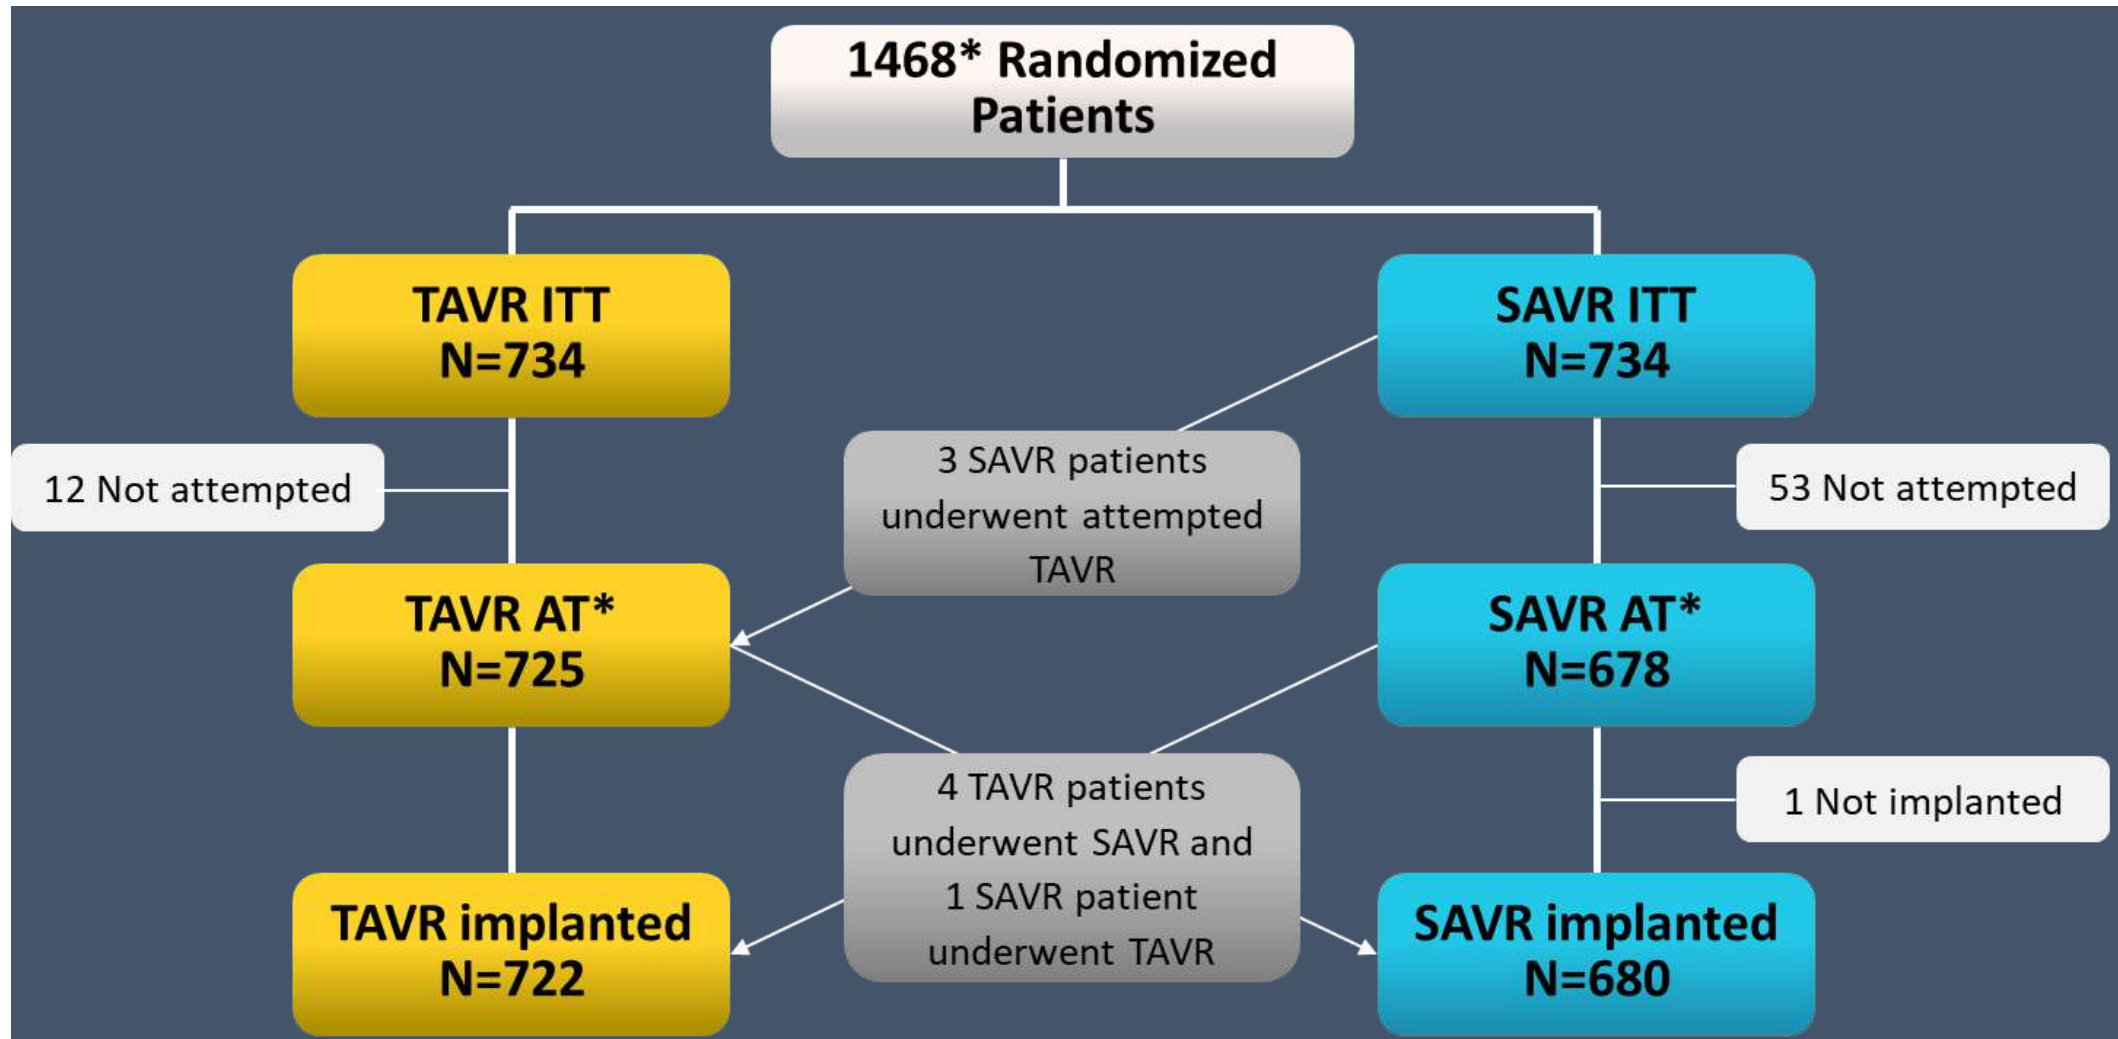 1468* Randomized
Patients
TAVR ITT
N=734
SAVR ITT
N=734
12 Not attempted
3 SAVR patients
underwent attempted
TAVR
53 Not attempted
TAVR AT*
N=725
SAVR AT*
N=678
4 TAVR patients
underwent SAVR and
1 SAVR patient
underwent TAVR
1 Not implanted
TAVR implanted
N=722
SAVR implanted
N=680